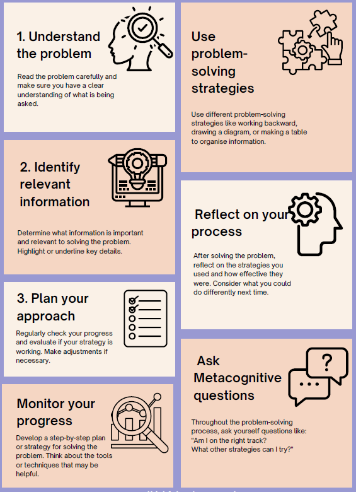 1. Understand
the problem
Read the problem carefully and
make sure you have a clear
understanding of what is being
asked.
2. Identify
relevant
information
Determine what information is important
and relevant to solving the problem.
Highlight or underline key details.
3. Plan your
approach
Regularly check your progress
and evaluate if your strategy is
working. Make adjustments if
necessary.
Monitor your
progress
Develop a step-by-step plan
or strategy for solving the
problem. Think about the tools
or techniques that may be
helpful.
Use
problem-
solving
strategies
Use different problem-solving
strategies like working backward,
drawing a diagram, or making a table
to organise information.
Reflect on your
process
After solving the problem,
reflect on the strategies you
used and how effective they
were. Consider what you could
do differently next time.
Ask
Metacognitive
questions
Throughout the problem-solving
process, ask yourself questions like:
"Am I on the right track?
What other strategies can I try?"
?